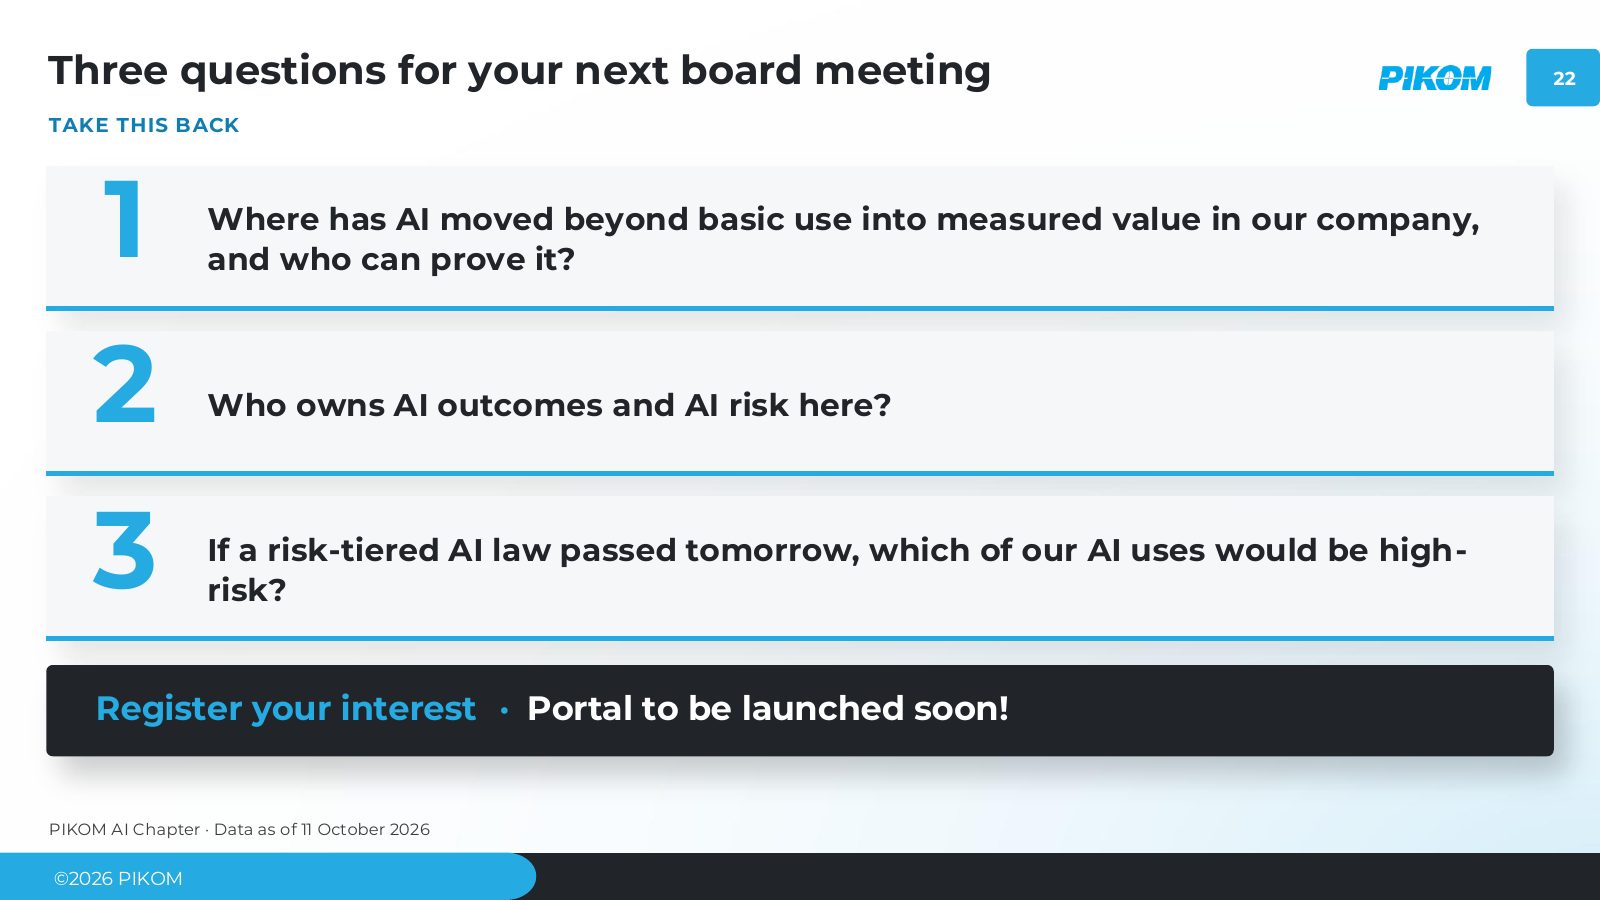 Three questions for your next board meeting
PIKOM
22
TAKE THIS BACK
1
Where has AI moved beyond basic use into measured value in our company,
and who can prove it?
2
Who owns AI outcomes and AI risk here?
3
If a risk-tiered AI law passed tomorrow, which of our AI uses would be high-
risk?
Register your interest · Portal to be launched soon!
PIKOM AI Chapter · Data as of 11 October 2026
©2026 PIKOM